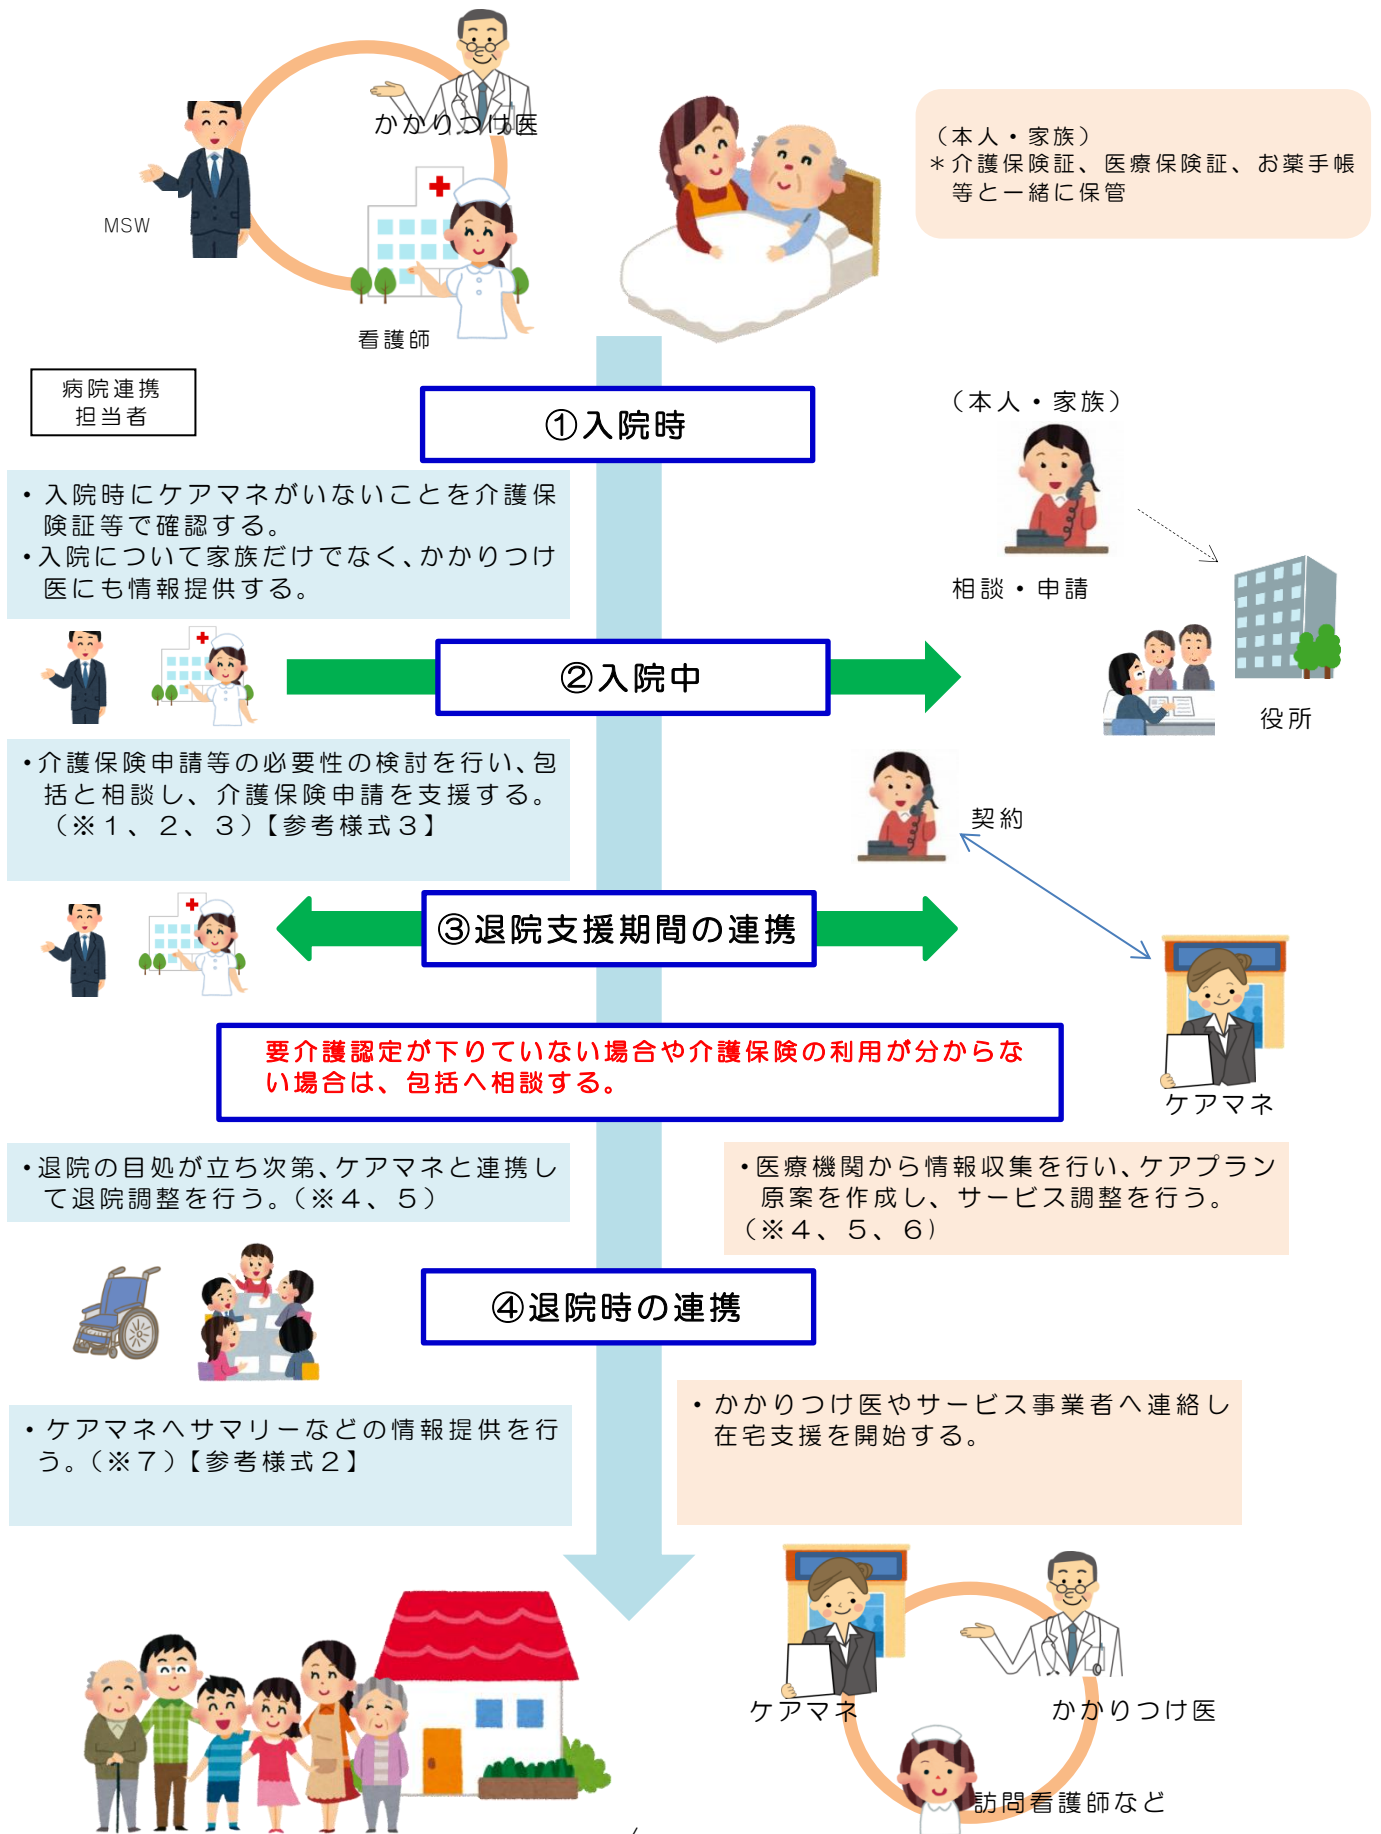 かかりつけ医
MSW
看護師
（本人・家族）
＊介護保険証、医療保険証、お薬手帳
等と一緒に保管
病院連携
担当者
①入院時
（本人・家族）
・入院時にケアマネがいないことを介護保
険証等で確認する。
・入院について家族だけでなく、かかりつけ
医にも情報提供する。
相談・申請
②入院中
役所
・介護保険申請等の必要性の検討を行い、包
括と相談し、介護保険申請を支援する。
（※１、２、３）【参考様式３】
契約
③退院支援期間の連携
要介護認定が下りていない場合や介護保険の利用が分からな
い場合は、包括へ相談する。
ケアマネ
・退院の目処が立ち次第、ケアマネと連携し
て退院調整を行う。（※４、５）
・医療機関から情報収集を行い、ケアプラン
原案を作成し、サービス調整を行う。
（※４、５、６）
④退院時の連携
・ケアマネへサマリーなどの情報提供を行
う。（※７）【参考様式２】
・かかりつけ医やサービス事業者へ連絡し
在宅支援を開始する。
ケアマネ
かかりつけ医
訪問看護師など